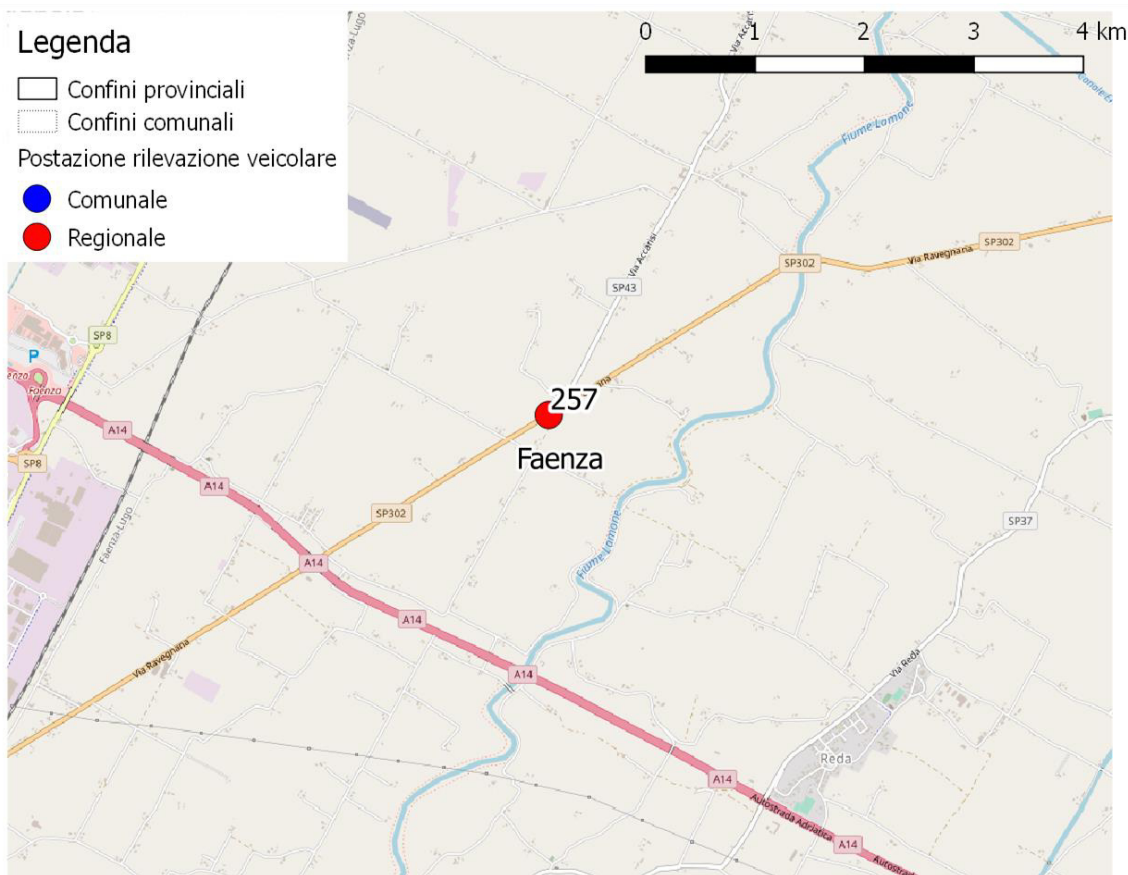 Legenda
Confini provinciali
Confini comunali
Postazione rilevazione veicolare
Comunale
Regionale
0 1 2 3 4 km
Via Accarisi
Fiume Lamone
SP302
Via Ravegnana
SP302
Via Accarisi
SP43
SP8
P
Faenza
A14
257
Faenza
SP8
A14
SP302
Faenza-Lugo
A14
Fiume Lamone
SP37
A14
Via Ravegnana
A14
Via Reda
Reda
A14
Autostrada Adriatica
A14